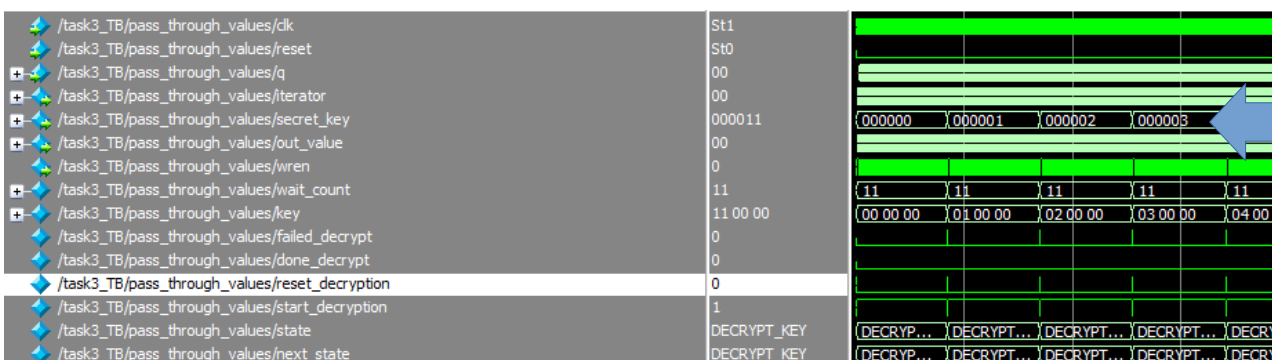 /task3_TB/pass_through_values/clk St1
/task3_TB/pass_through_values/reset St0
/task3_TB/pass_through_values/q 00
/task3_TB/pass_through_values/iterator 00
/task3_TB/pass_through_values/secret_key 000011 000000 000001 000002 000003
/task3_TB/pass_through_values/out_value 00
/task3_TB/pass_through_values/wren 0
/task3_TB/pass_through_values/wait_count 11 11 11 11 11 11
/task3_TB/pass_through_values/key 11 00 00 00 00 00 01 00 00 02 00 00 03 00 00 04 00
/task3_TB/pass_through_values/failed_decrypt 0
/task3_TB/pass_through_values/done_decrypt 0
/task3_TB/pass_through_values/reset_decryption 0
/task3_TB/pass_through_values/start_decryption 1
/task3_TB/pass_through_values/state DECRYPT_KEY DECRYP... DECRYPT... DECRYPT... DECRYPT... DECRY
/task3_TB/pass_through_values/next_state DECRYPT_KEY DECRYP... DECRYPT... DECRYPT... DECRYPT... DECRY